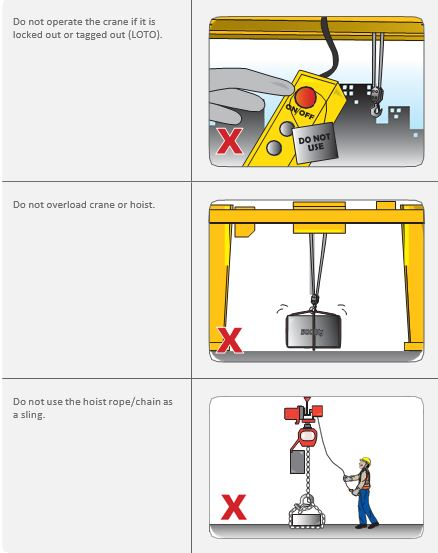 Do not operate the crane if it is
locked out or tagged out (LOTO).
ON/OFF
DO NOT
USE
X
Do not overload crane or hoist.
X
Do not use the hoist rope/chain as
a sling.
X